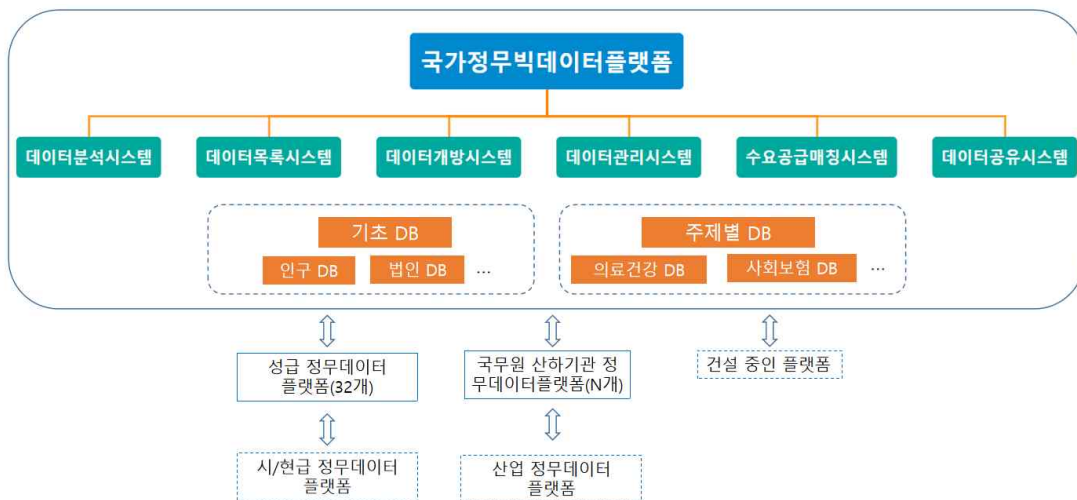 국가정무빅데이터플랫폼
데이터분석시스템
데이터목록시스템
데이터개방시스템
데이터관리시스템
수요공급매칭시스템
데이터공유시스템
기초 DB
인구 DB
법인 DB
...
주제별 DB
의료건강 DB
사회보험 DB
...
성급 정무데이터
플랫폼(32개)
국무원 산하기관 정
무데이터플랫폼(N개)
건설 중인 플랫폼
시/현급 정무데이터
플랫폼
산업 정무데이터
플랫폼